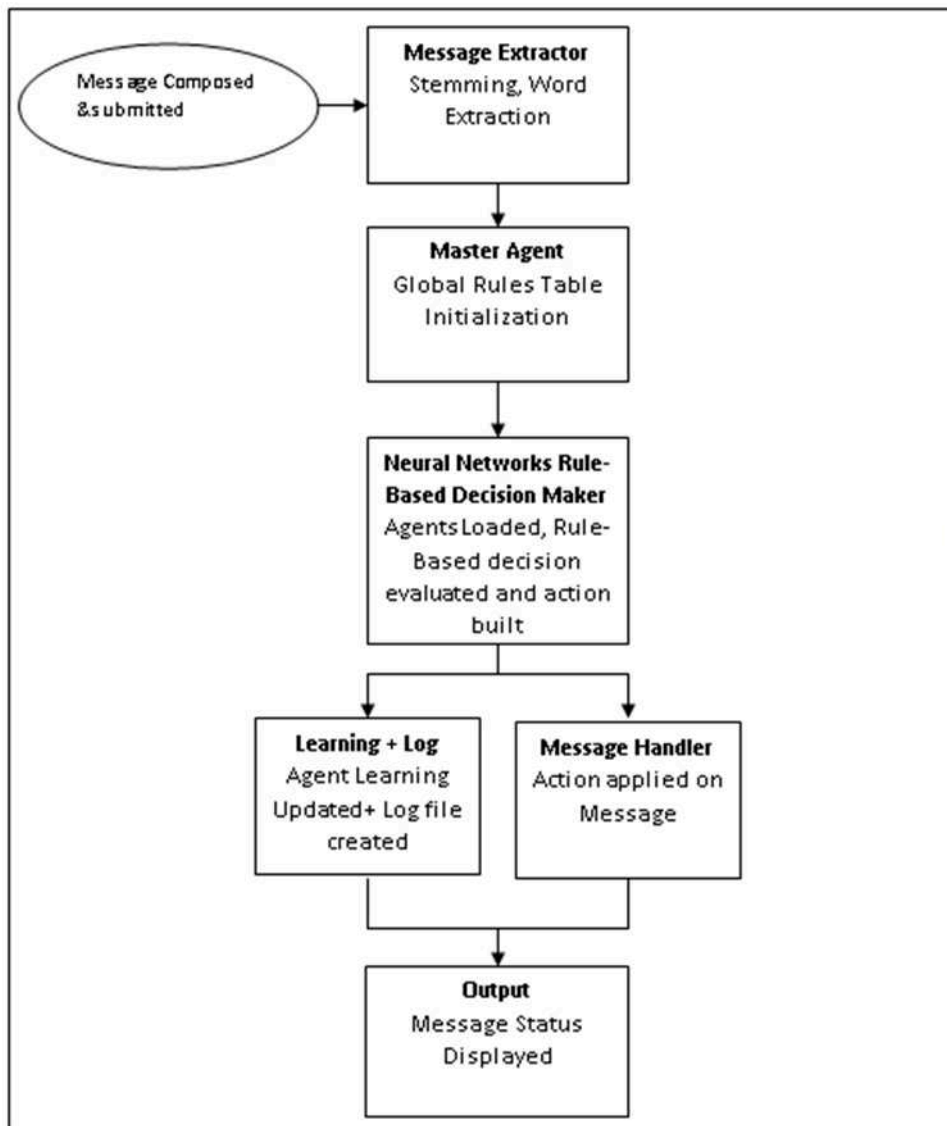 Message Composed
&submitted
Message Extractor
Stemming, Word
Extraction
Master Agent
Global Rules Table
Initialization
Neural Networks Rule-
Based Decision Maker
AgentsLoaded, Rule-
Based decision
evaluated and action
built
Learning + Log
Agent Learning
Updated+ Log file
created
Message Handler
Action applied on
Message
Output
Message Status
Displayed